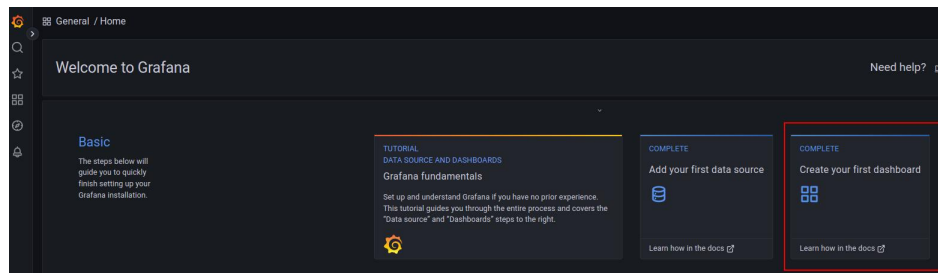 General / Home
Welcome to Grafana
Need help?
Basic
The steps below will
guide you to quickly
finish setting up your
Grafana installation.
TUTORIAL
DATA SOURCE AND DASHBOARDS
Grafana fundamentals
Set up and understand Grafana if you have no prior experience.
This tutorial guides you through the entire process and covers the
"Data source" and "Dashboards" steps to the right.
COMPLETE
Add your first data source
Learn how in the docs
COMPLETE
Create your first dashboard
Learn how in the docs